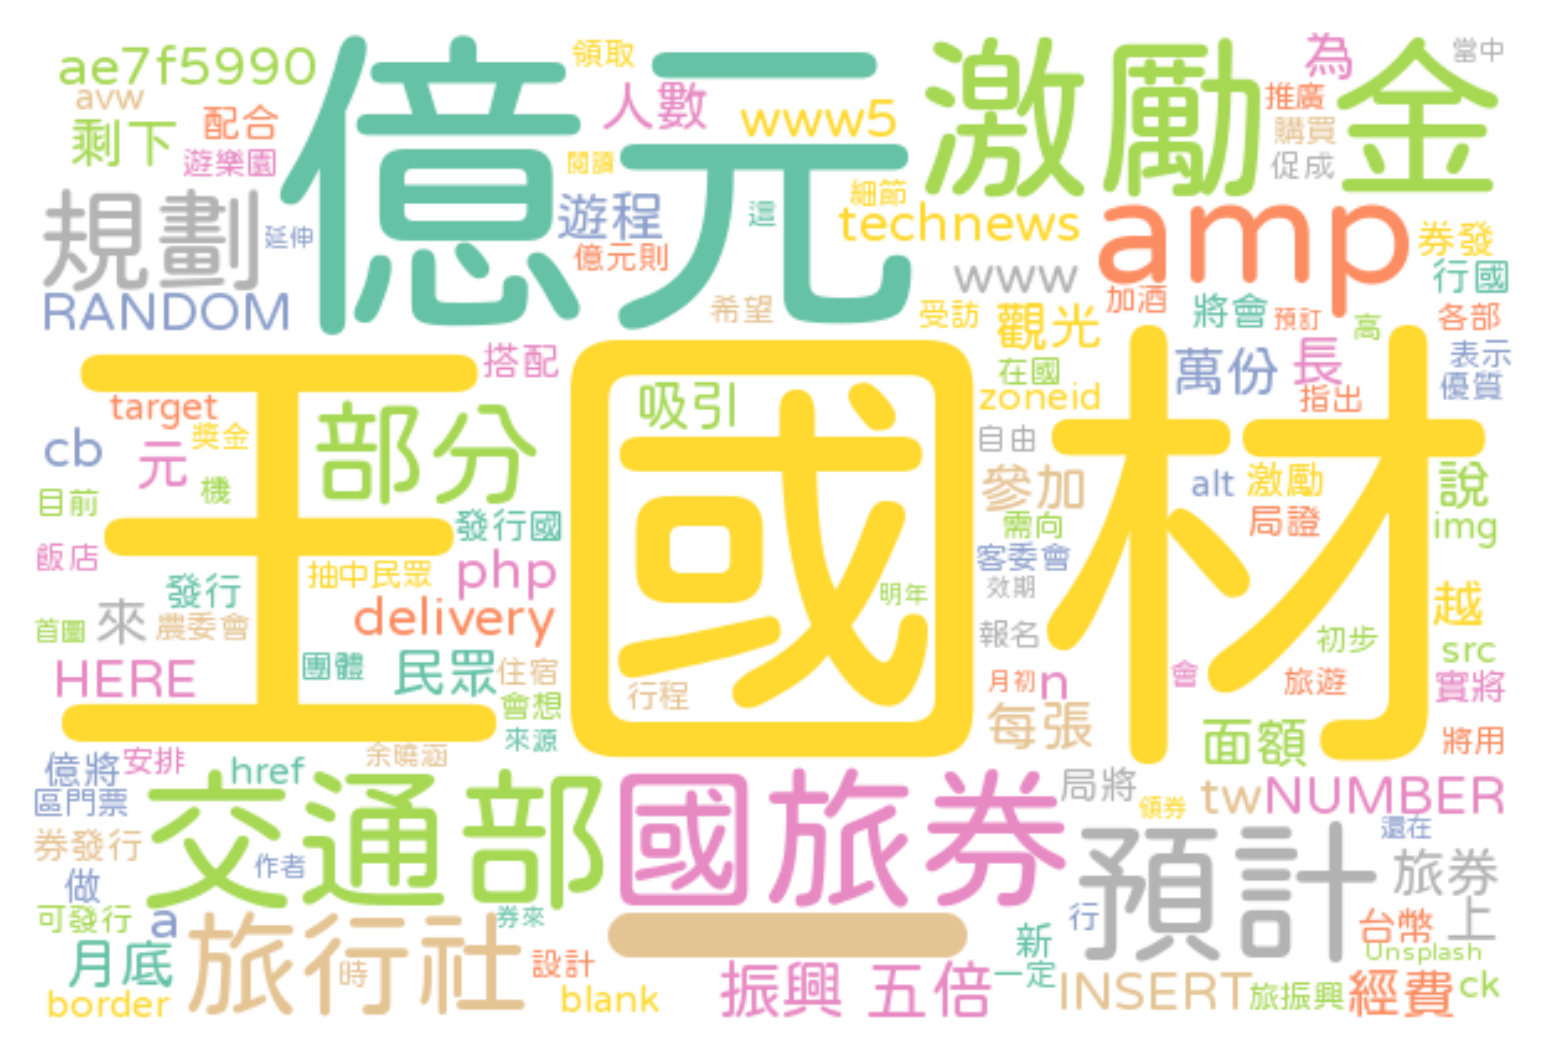 ae7f5990
avw
剩下
配合
遊樂園
規劃
延伸
RANDOM
億元
領取
人數
www5
閱讀
遊程
億元則
這
細節
technews
希望
激勵金
為
當中
推廣
購買
促成
amp
券發
www
加酒
行國
受訪
觀光
將會
預訂
高
各部
王國材
搭配
target
cb
元
獎金
機
目前
部分
吸引
在國
zoneid
萬份
長
指出
表示
優質
自由
參加
alt
激勵
說
局證
img
需向
發行國
飯店
發行
抽中民眾
php
客委會
效期
明年
首圖
來
農委會
delivery
報名
初步
越
src
HERE
團體
民眾
住宿
會想
來源
行程
月初
n
會
旅遊
實將
每張
面額
將用
余曉涵
億將
安排
href
區門票
交通部
國旅券
局將
領券
tw
NUMBER
券發行
作者
做
預計
還在
旅券
可發行
a
旅行社
時
券來
一
行
台幣
上
Unsplash
月底
設計
新
一定
border
blank
振興 五倍
INSERT
旅振興
經費
ck